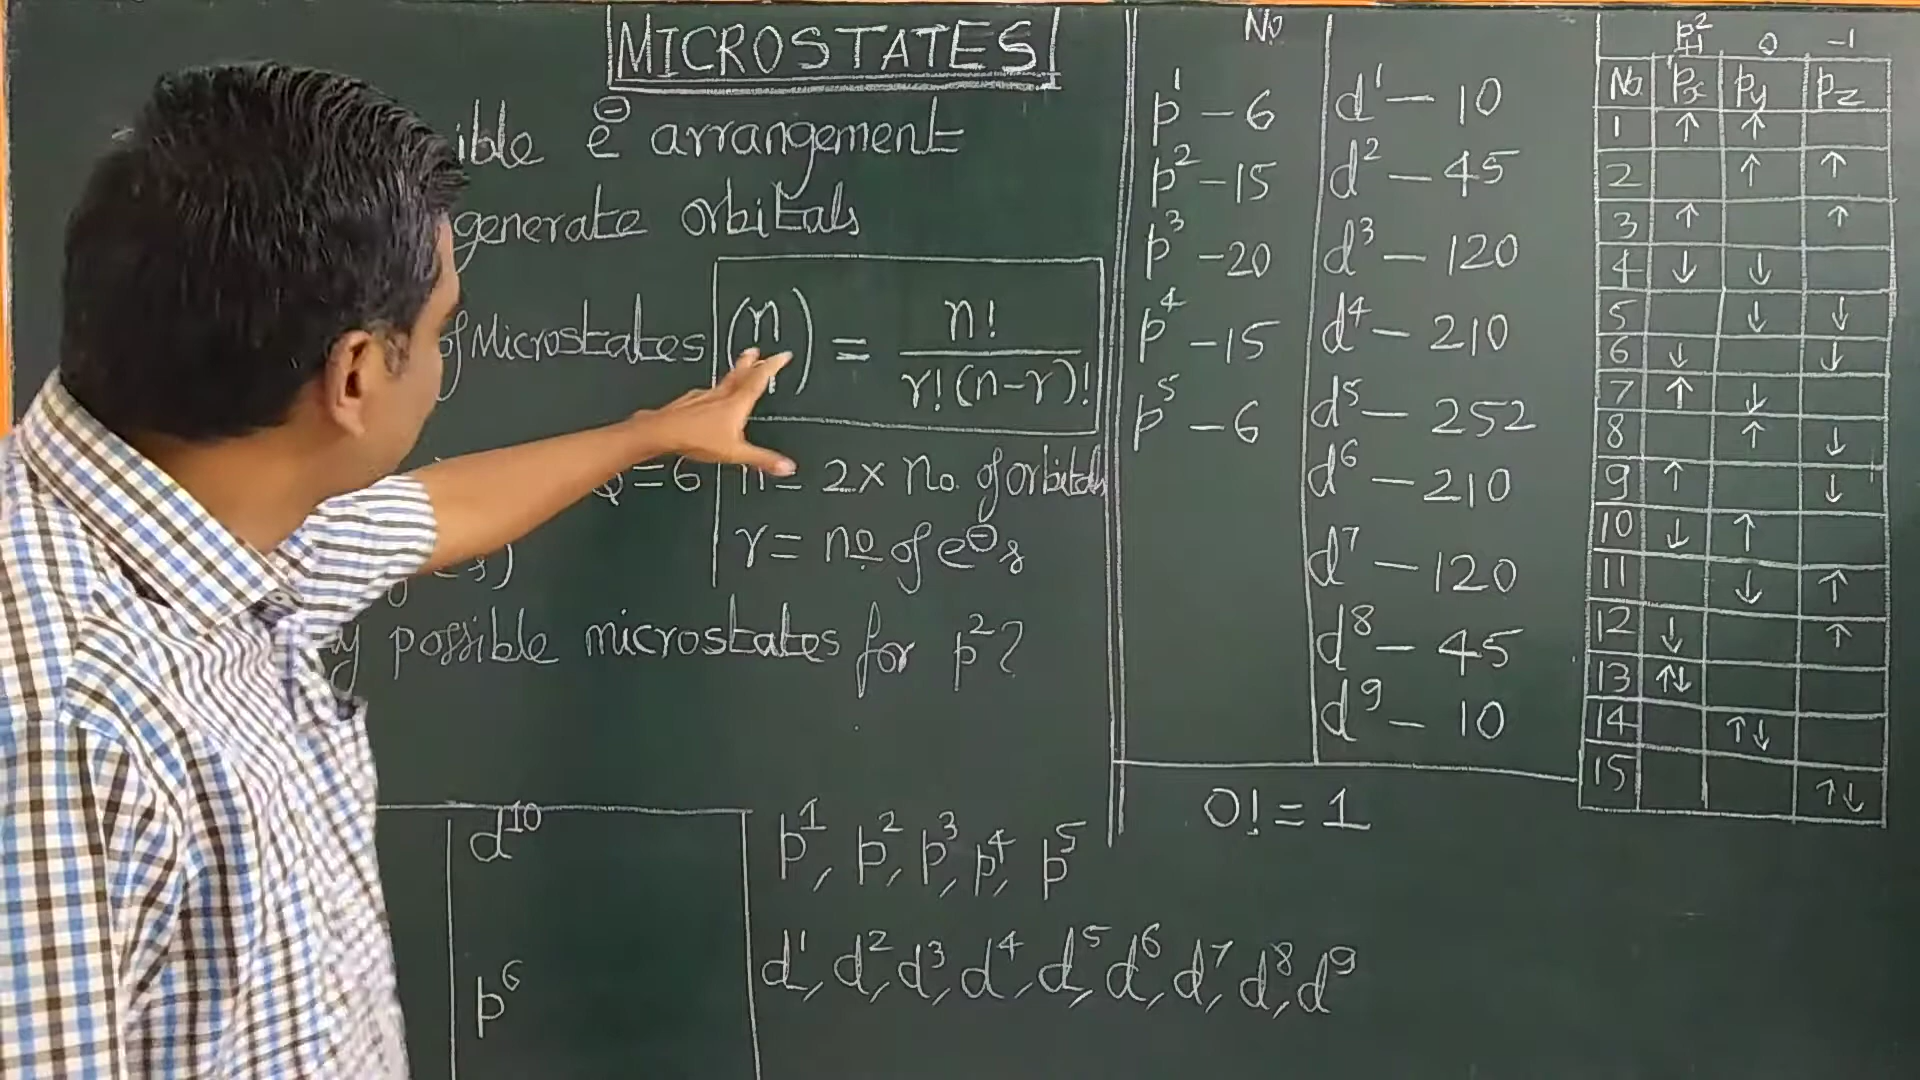 MICROSTATES
ible e⊖ arrangement
generate orbitals
of Microstates (n = n! / r!(n-r)!
=6 n= 2x no. of orbitals
r= no of e⊖s
s)
y possible microstates for p²?
d¹⁰
p⁶
p¹, p², p³, p⁴, p⁵
d¹, d², d³, d⁴, d⁵, d⁶, d⁷, d⁸, d⁹
No
p¹ - 6 d¹ - 10
p² - 15 d² - 45
p³ - 20 d³ - 120
p⁴ - 15 d⁴ - 210
p⁵ - 6 d⁵ - 252
d⁶ - 210
d⁷ - 120
d⁸ - 45
d⁹ - 10
0! = 1
p²
+1 0 -1
No px py pz
1 ↑ ↑
2 ↑ ↑
3 ↑ ↑
4 ↓ ↓
5 ↓ ↓
6 ↓ ↓
7 ↑ ↓
8 ↑ ↓
9 ↑ ↓
10 ↓ ↑
11 ↓ ↑
12 ↓ ↑
13 ↑↓
14 ↑↓
15 ↑↓